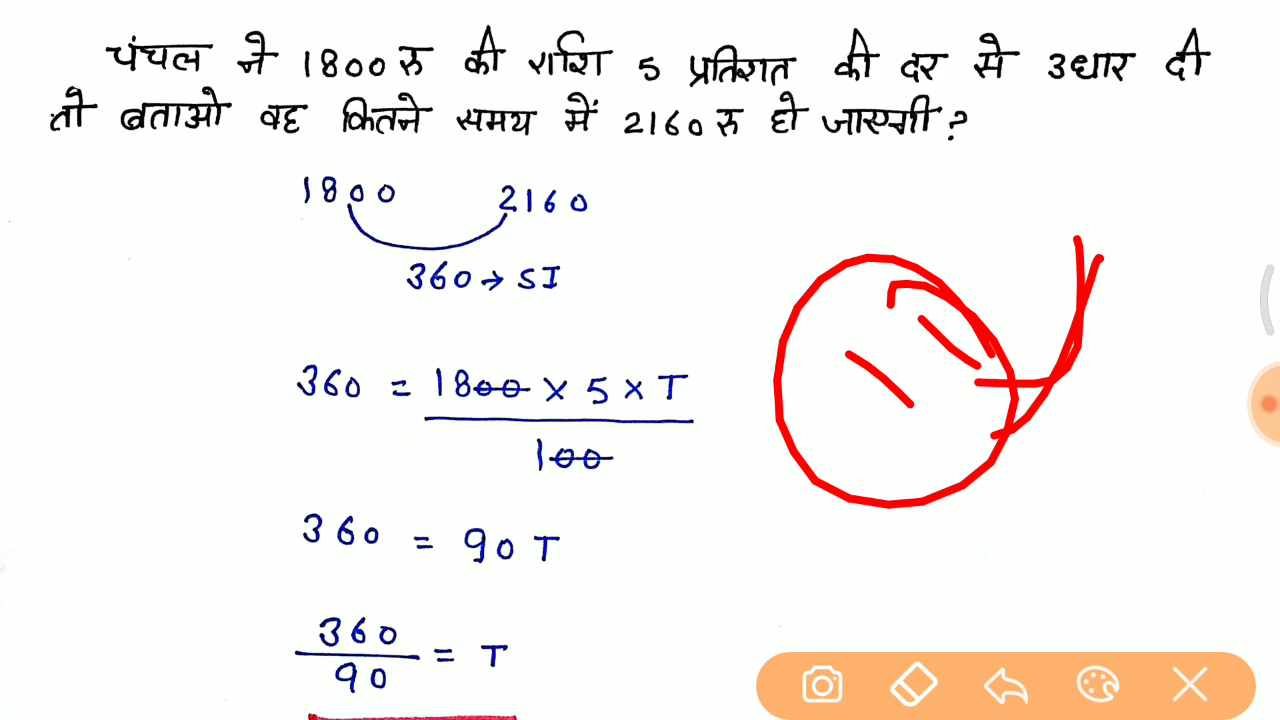 पंचल ने 1800 रु की राशि 5 प्रतिशत की दर से उधार दी
तो बताओ वह कितने समय में 2160 रु हो जाएगी?
1800 2160
360 → SI
360 = 1800 × 5 × T
100
360 = 90 T
360
90 = T